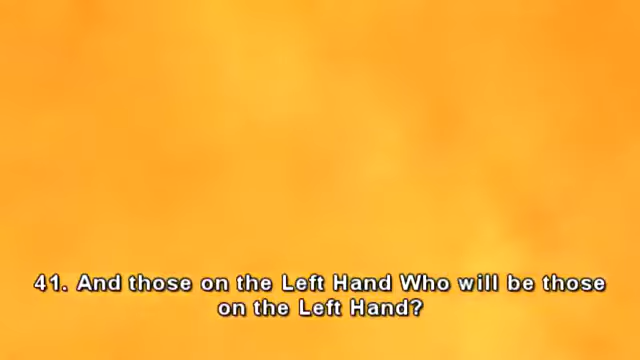 41. And those on the Left Hand Who will be those
on the Left Hand?